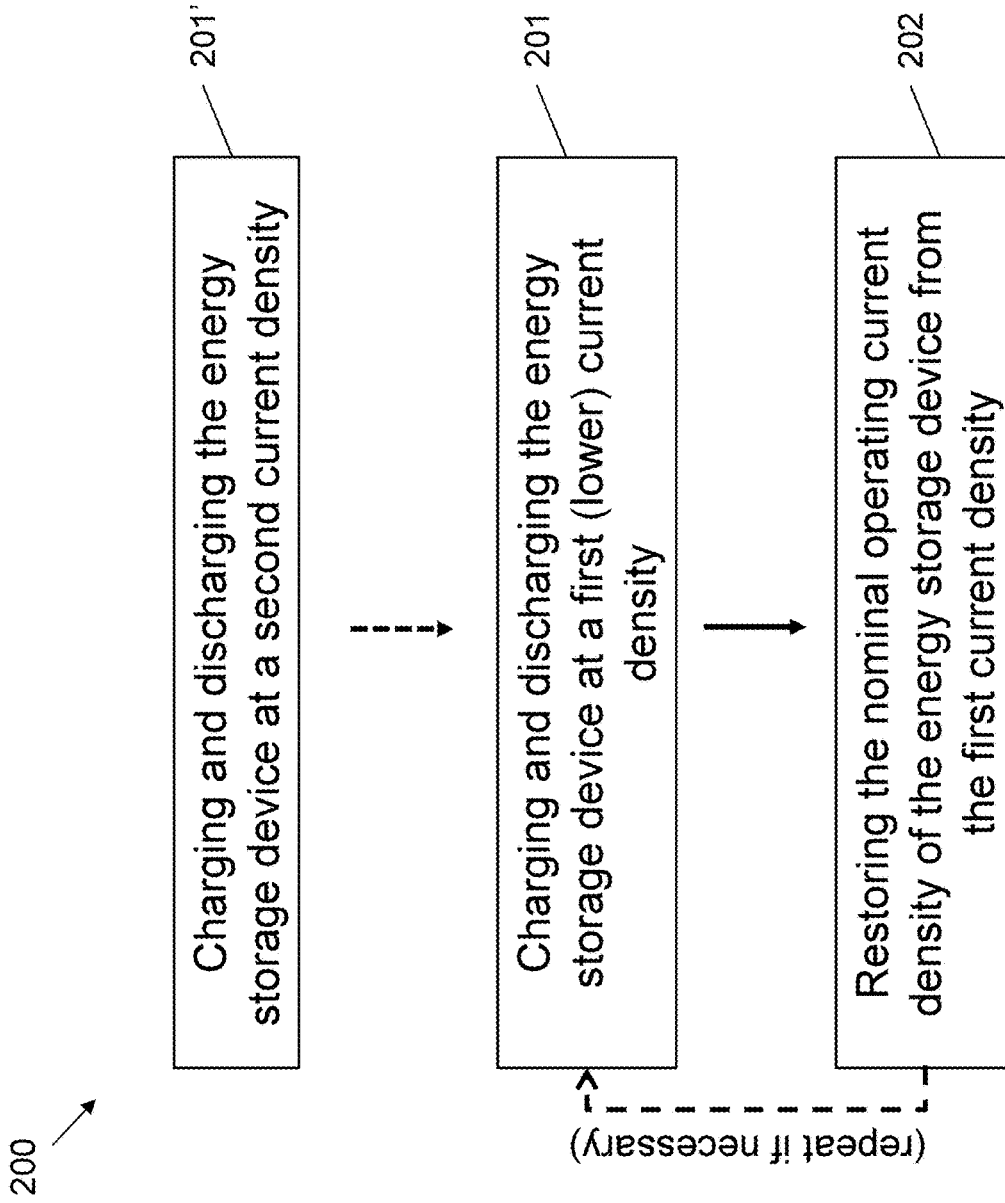 200
Charging and discharging the energy
storage device at a second current density
201'
Charging and discharging the energy
storage device at a first (lower) current
density
201
Restoring the nominal operating current
density of the energy storage device from
the first current density
202
(repeat if necessary)